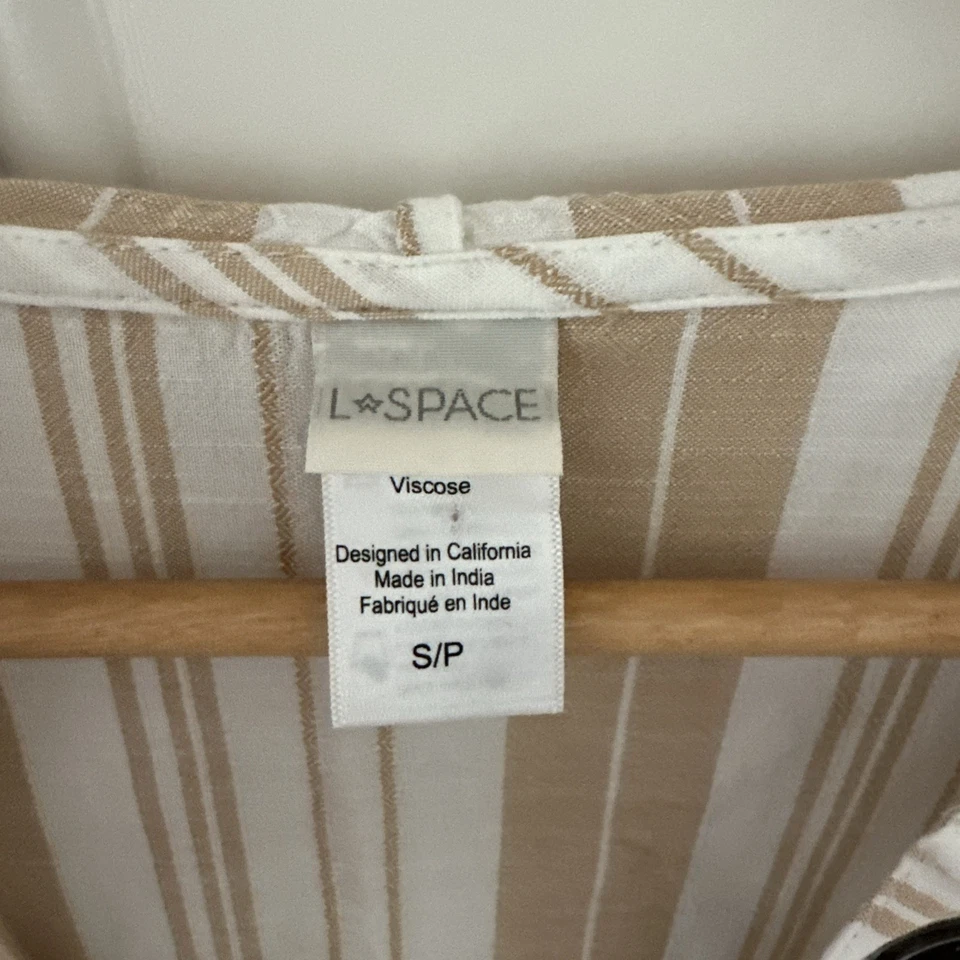 L☆SPACE
Viscose
Designed in California
Made in India
Fabriqué en Inde
S/P